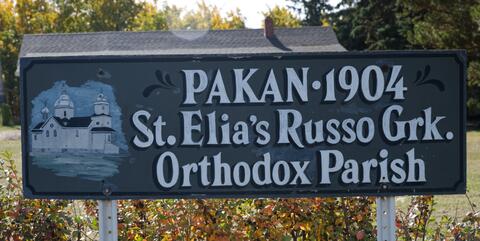 PAKAN·1904
St. Elia's Russo Grk.
Orthodox Parish